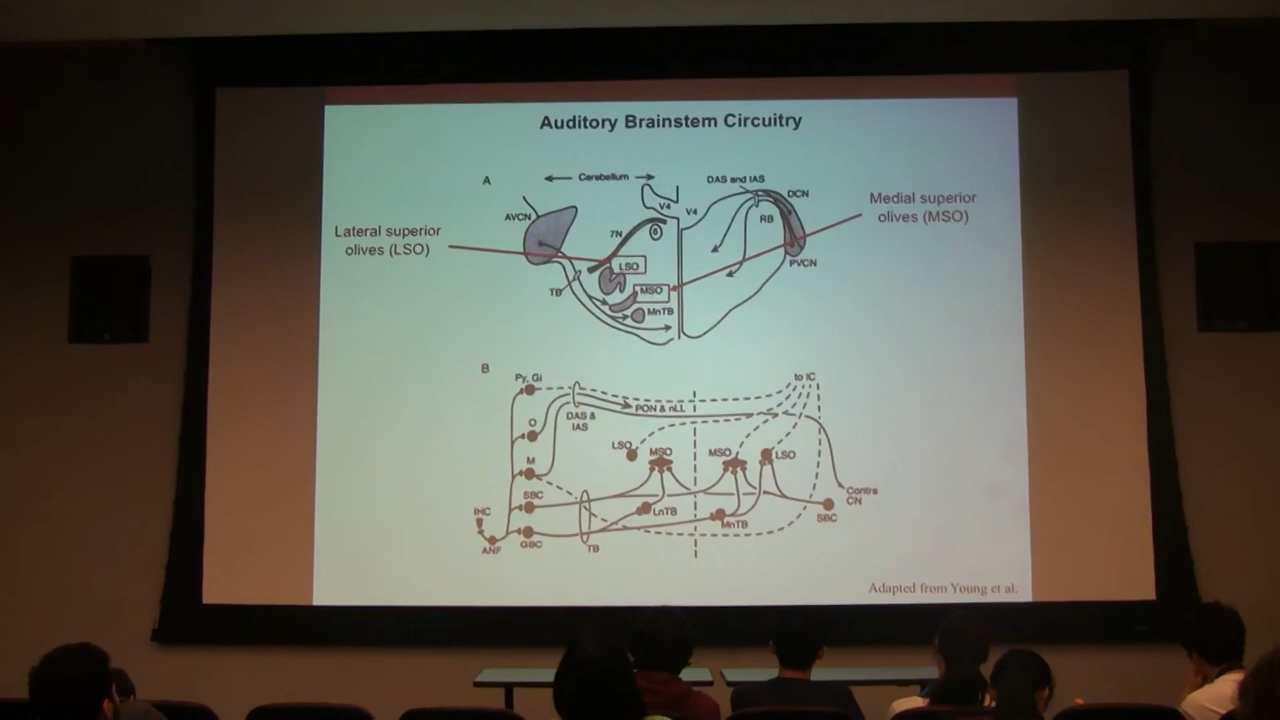 Auditory Brainstem Circuitry
A
Cerebellum
DAS and IAS
DCN
AVCN
V4
V4
RB
7N
6
PVCN
Lateral superior
olives (LSO)
Medial superior
olives (MSO)
LSO
MSO
TB
MnTB
B
Py, Gi
to IC
PON & nLL
DAS &
IAS
O
LSO
MSO
MSO
LSO
M
SBC
Contra
CN
IHC
LnTB
MnTB
SBC
ANF
GBC
TB
Adapted from Young et al.